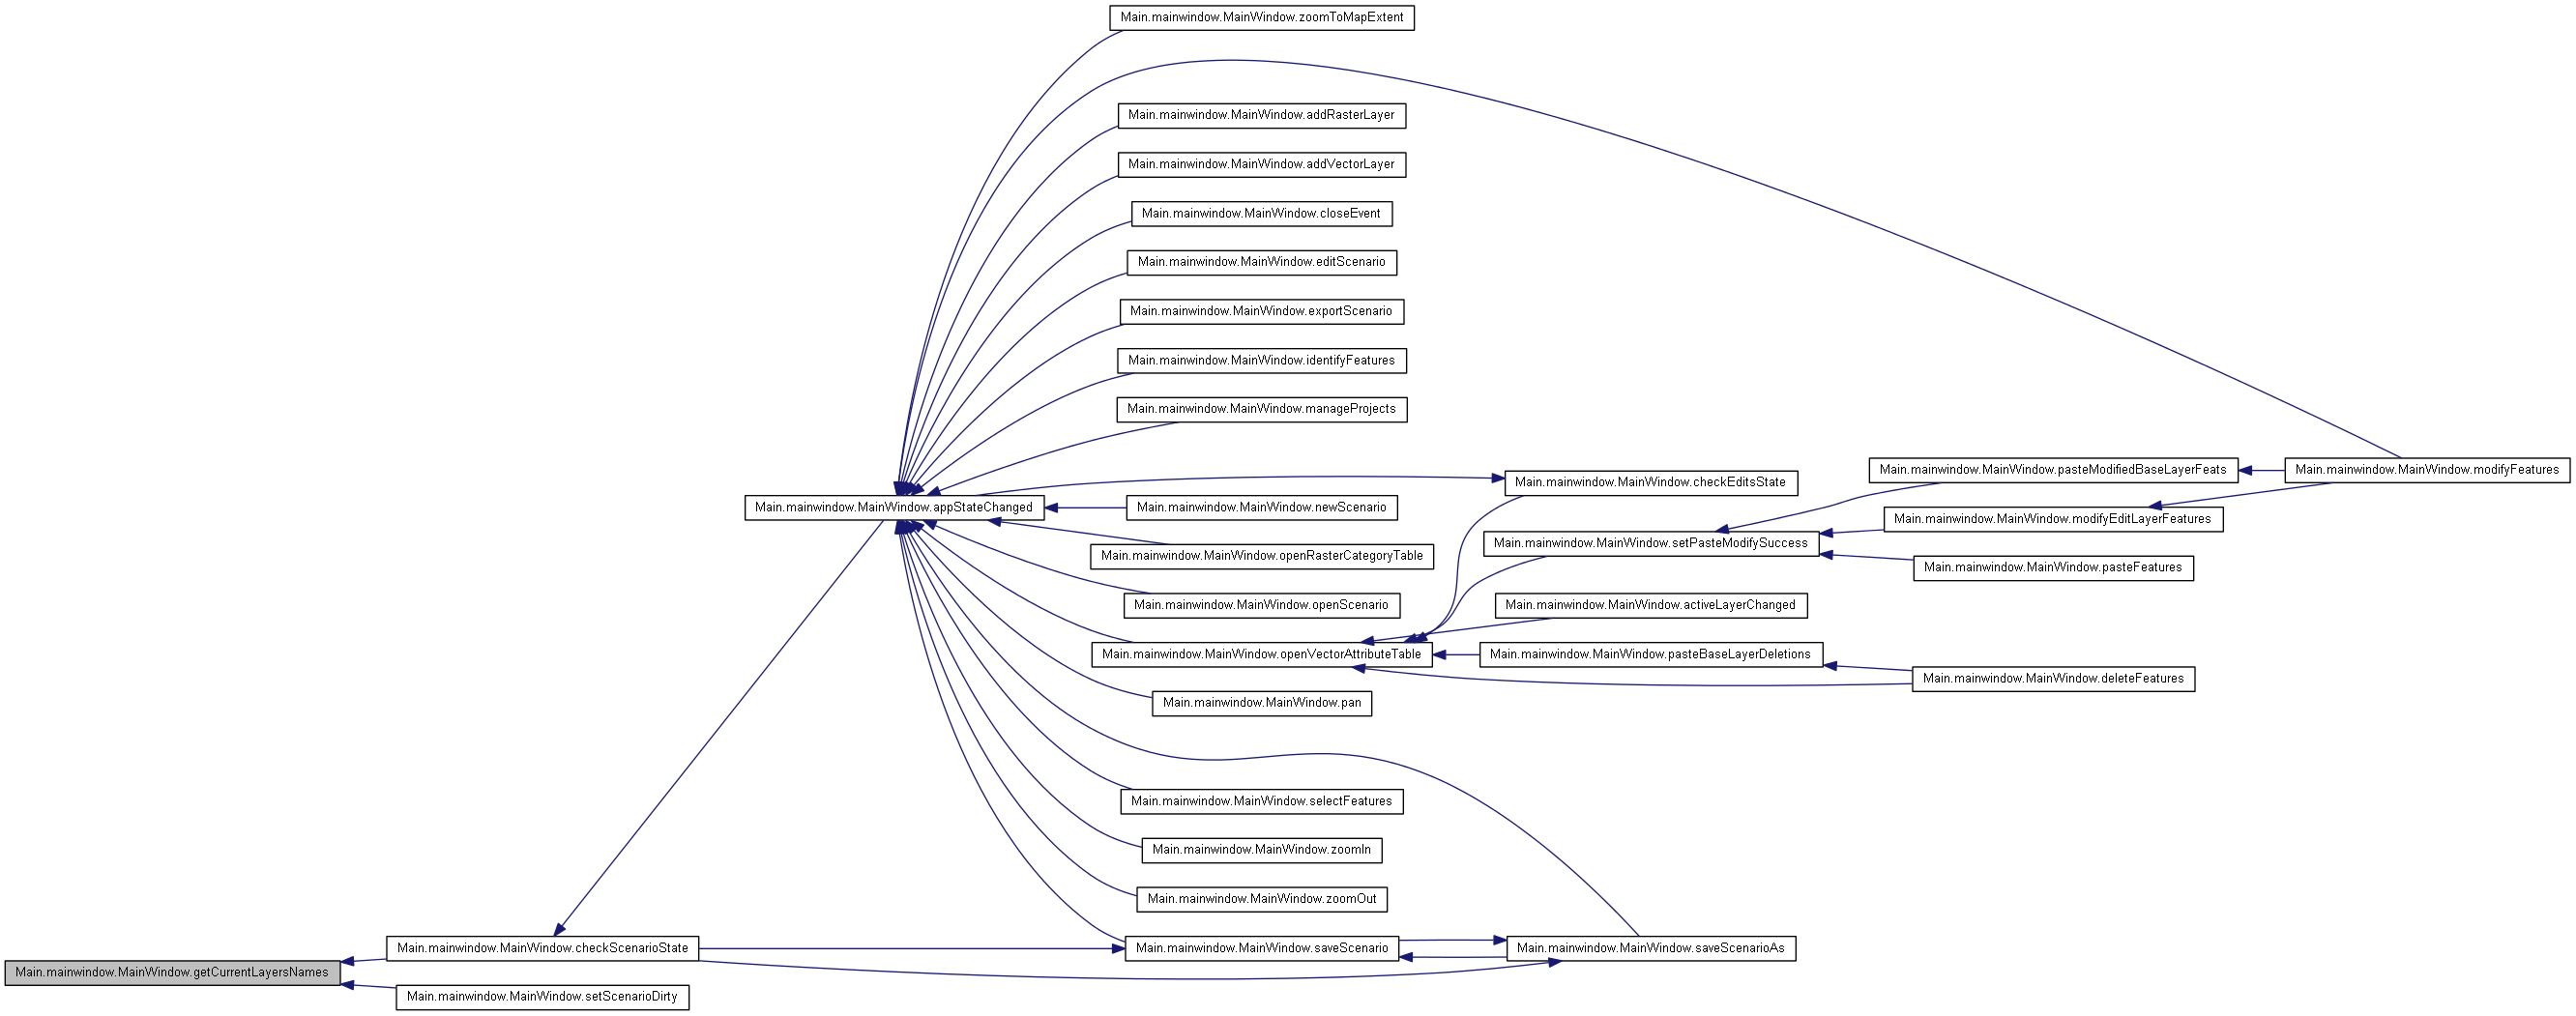 Main.mainwindow.MainWindow.zoomToMapExtent
Main.mainwindow.MainWindow.addRasterLayer
Main.mainwindow.MainWindow.addVectorLayer
Main.mainwindow.MainWindow.closeEvent
Main.mainwindow.MainWindow.editScenario
Main.mainwindow.MainWindow.exportScenario
Main.mainwindow.MainWindow.identifyFeatures
Main.mainwindow.MainWindow.manageProjects
Main.mainwindow.MainWindow.pasteModifiedBaseLayerFeats
Main.mainwindow.MainWindow.modifyFeatures
Main.mainwindow.MainWindow.checkEditsState
Main.mainwindow.MainWindow.appStateChanged
Main.mainwindow.MainWindow.newScenario
Main.mainwindow.MainWindow.modifyEditLayerFeatures
Main.mainwindow.MainWindow.setPasteModifySuccess
Main.mainwindow.MainWindow.openRasterCategoryTable
Main.mainwindow.MainWindow.pasteFeatures
Main.mainwindow.MainWindow.openScenario
Main.mainwindow.MainWindow.activeLayerChanged
Main.mainwindow.MainWindow.openVectorAttributeTable
Main.mainwindow.MainWindow.pasteBaseLayerDeletions
Main.mainwindow.MainWindow.deleteFeatures
Main.mainwindow.MainWindow.pan
Main.mainwindow.MainWindow.selectFeatures
Main.mainwindow.MainWindow.zoomIn
Main.mainwindow.MainWindow.zoomOut
Main.mainwindow.MainWindow.checkScenarioState
Main.mainwindow.MainWindow.saveScenario
Main.mainwindow.MainWindow.saveScenarioAs
Main.mainwindow.MainWindow.getCurrentLayersNames
Main.mainwindow.MainWindow.setScenarioDirty